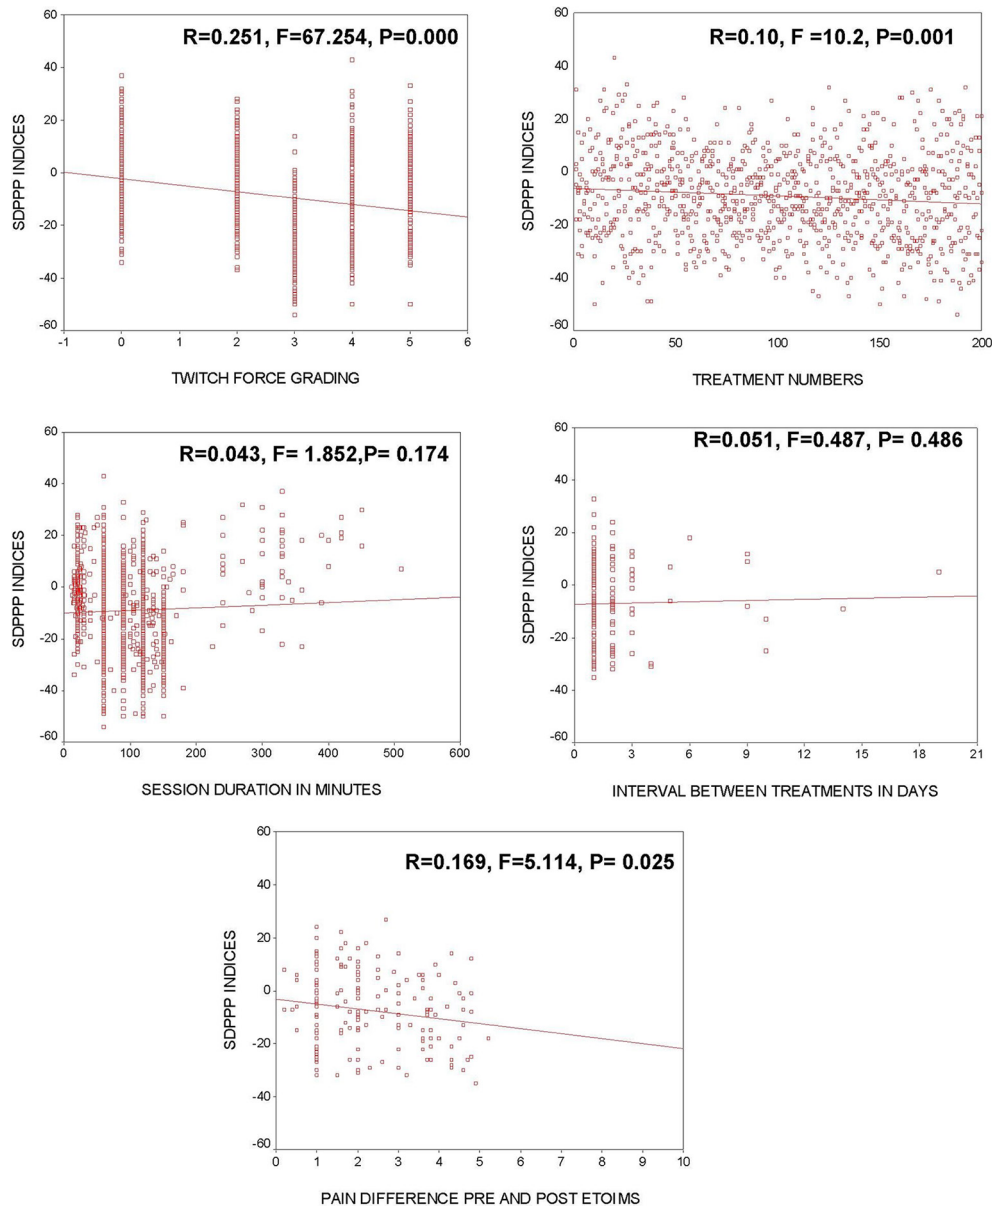 R=0.251, F=67.254, P=0.000
60
40
20
0
-20
-40
-60
SDPPP INDICES
-1 0 1 2 3 4 5 6
TWITCH FORCE GRADING
R=0.10, F =10.2, P=0.001
60
40
20
0
-20
-40
-60
SDPPP INDICES
0 50 100 150 200
TREATMENT NUMBERS
R=0.043, F= 1.852,P= 0.174
60
40
20
0
-20
-40
-60
SDPPP INDICES
0 100 200 300 400 500 600
SESSION DURATION IN MINUTES
R=0.051, F=0.487, P= 0.486
60
40
20
0
-20
-40
-60
SDPPP INDICES
0 3 6 9 12 15 18 21
INTERVAL BETWEEN TREATMENTS IN DAYS
R=0.169, F=5.114, P= 0.025
60
40
20
0
-20
-40
-60
SDPPP INDICES
0 1 2 3 4 5 6 7 8 9 10
PAIN DIFFERENCE PRE AND POST ETOIMS